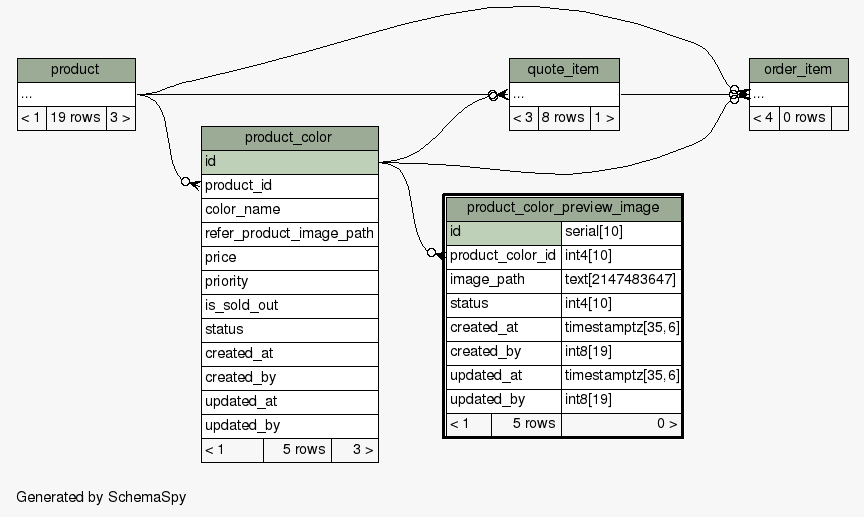 product
...
< 1 19 rows 3 >
quote_item
...
< 3 8 rows 1 >
order_item
...
< 4 0 rows
product_color
id
product_id
color_name
refer_product_image_path
price
priority
is_sold_out
status
created_at
created_by
updated_at
updated_by
< 1 5 rows 3 >
product_color_preview_image
id serial[10]
product_color_id int4[10]
image_path text[2147483647]
status int4[10]
created_at timestamptz[35,6]
created_by int8[19]
updated_at timestamptz[35,6]
updated_by int8[19]
< 1 5 rows 0 >
Generated by SchemaSpy